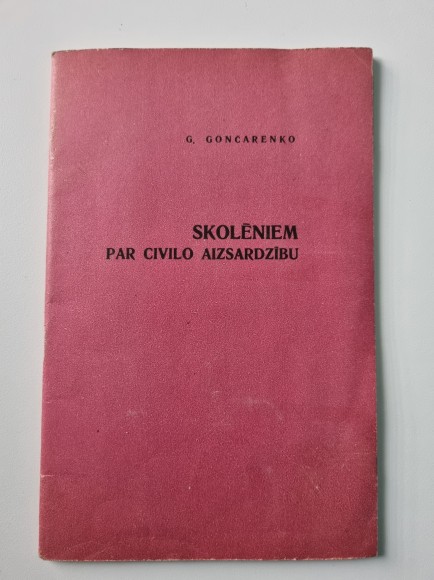 G. GONČARENKO
SKOLĒNIEM
PAR CIVILO AIZSARDZĪBU